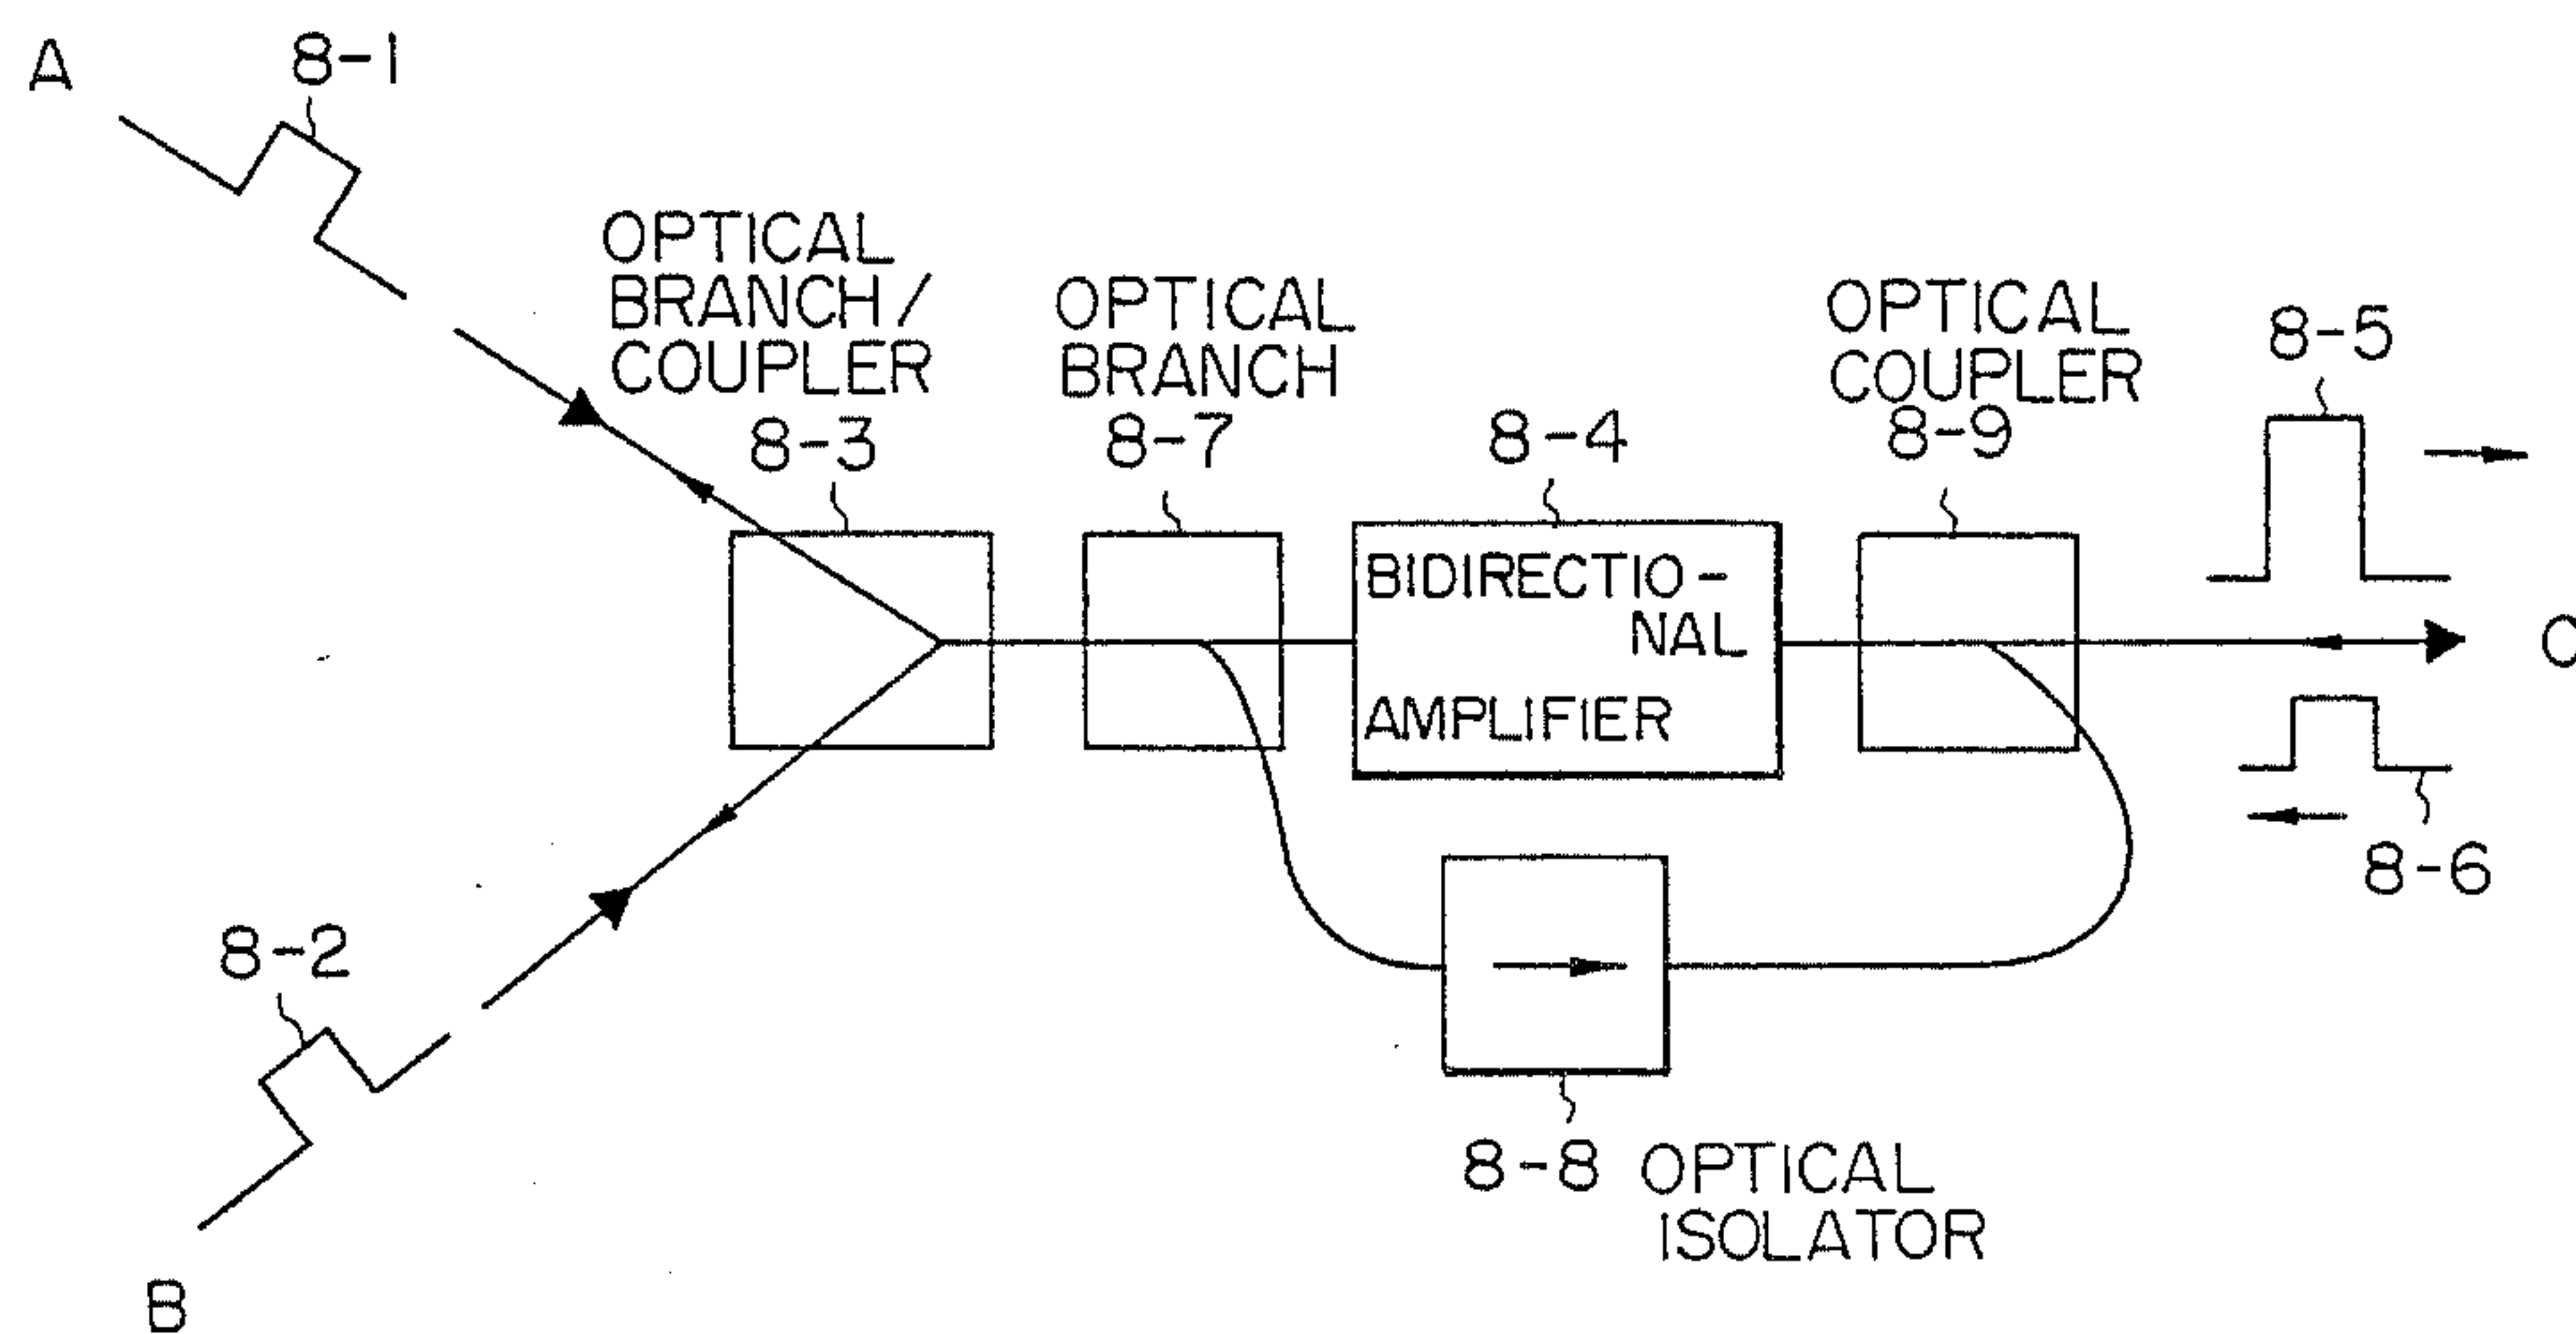 A
8-1
OPTICAL
BRANCH/
COUPLER
8-3
OPTICAL
BRANCH
8-7
8-4
OPTICAL
COUPLER
8-9
8-5
BIDIRECTIO-
NAL
AMPLIFIER
8-6
8-2
8-8 OPTICAL
ISOLATOR
B